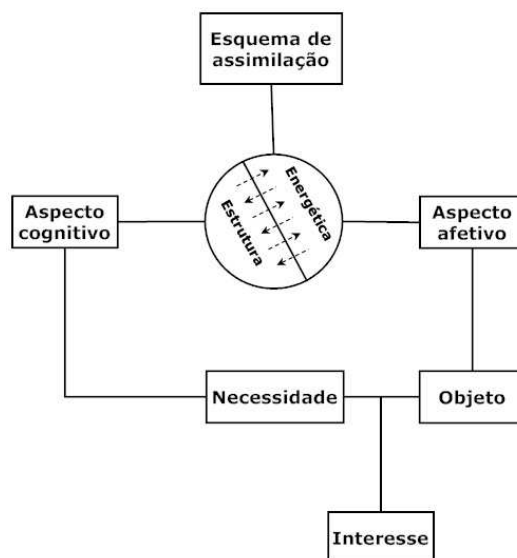 Esquema de
assimilação
Energética
Estrutura
Aspecto
cognitivo
Aspecto
afetivo
Necessidade
Objeto
Interesse